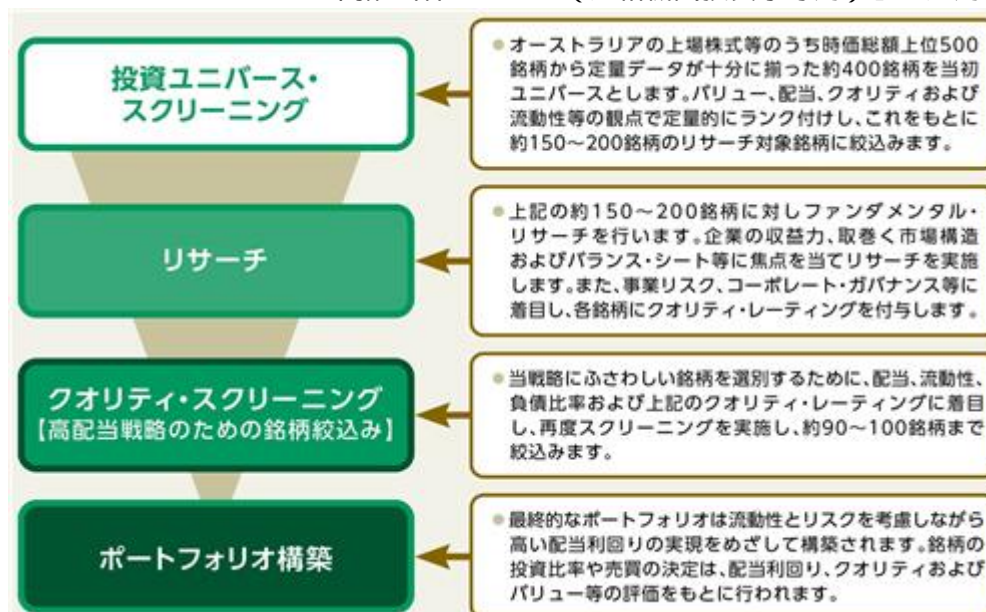 投資ユニバース・
スクリーニング
●オーストラリアの上場株式等のうち時価総額上位500
銘柄から定量データが十分に揃った約400銘柄を当初
ユニバースとします。バリュー、配当、クオリティおよび
流動性等の観点で定量的にランク付けし、これをもとに
約150～200銘柄のリサーチ対象銘柄に絞込みます。
リサーチ
●上記の約150～200銘柄に対しファンダメンタル・
リサーチを行います。企業の収益力、取巻く市場構造
およびバランス・シート等に焦点を当てリサーチを実施
します。また、事業リスク、コーポレート・ガバナンス等に
着目し、各銘柄にクオリティ・レーティングを付与します。
クオリティ・スクリーニング
【高配当戦略のための銘柄絞込み】
●当戦略にふさわしい銘柄を選別するために、配当、流動性、
負債比率および上記のクオリティ・レーティングに着目
し、再度スクリーニングを実施し、約90～100銘柄まで
絞込みます。
ポートフォリオ構築
●最終的なポートフォリオは流動性とリスクを考慮しながら
高い配当利回りの実現をめざして構築されます。銘柄の
投資比率や売買の決定は、配当利回り、クオリティおよび
バリュー等の評価をもとに行われます。